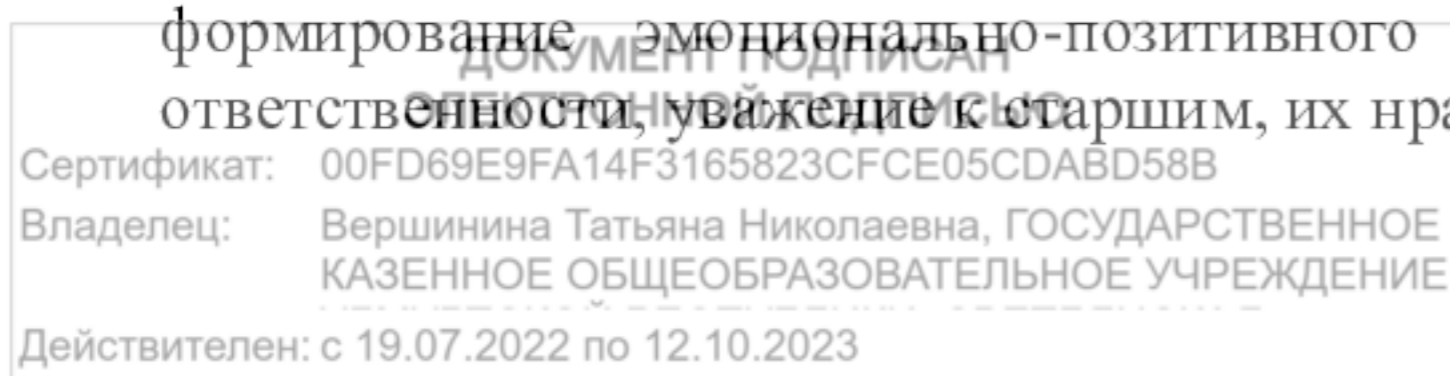 формирование эмоционально-позитивного
ДОКУМЕНТ ПОДПИСАН
ответственности, уважение к старшим, их нра
ЭЛЕКТРОННОЙ ПОДПИСЬЮ
Сертификат: 00FD69E9FA14F3165823CFCE05CDABD58B
Владелец: Вершинина Татьяна Николаевна, ГОСУДАРСТВЕННОЕ
КАЗЕННОЕ ОБЩЕОБРАЗОВАТЕЛЬНОЕ УЧРЕЖДЕНИЕ
Действителен: с 19.07.2022 по 12.10.2023